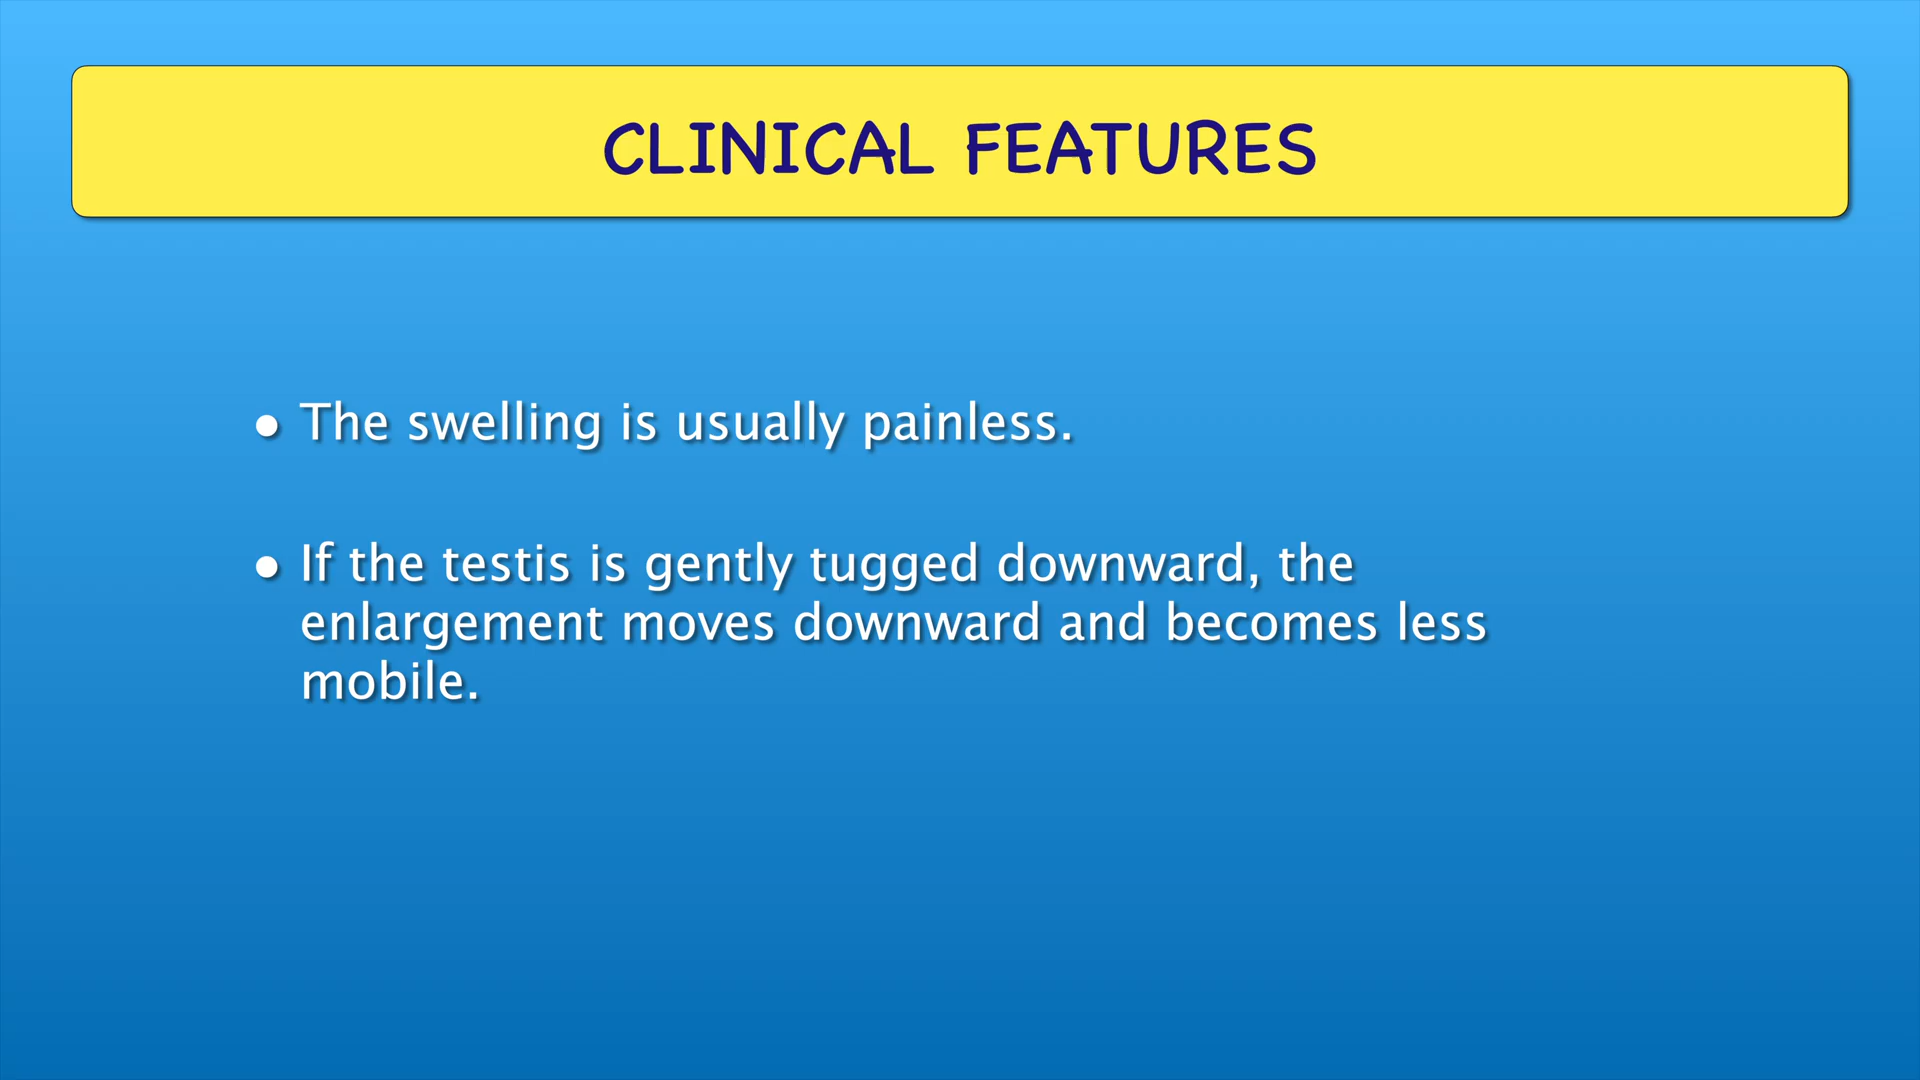 CLINICAL FEATURES
• The swelling is usually painless.
• If the testis is gently tugged downward, the
enlargement moves downward and becomes less
mobile.